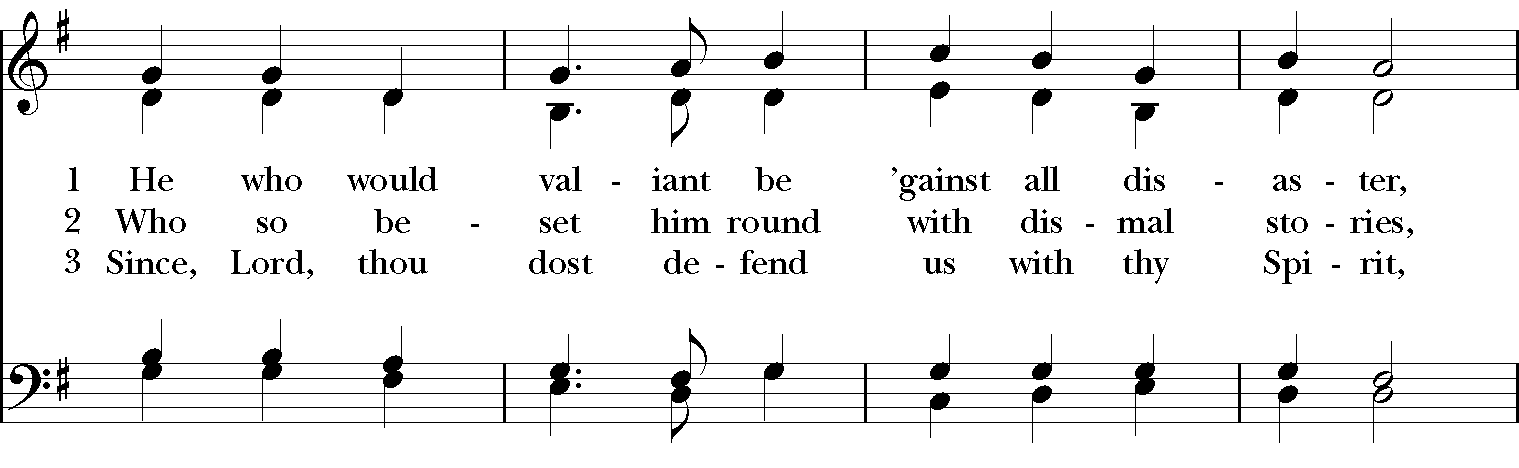 1 He who would val - iant be ’gainst all dis - as - ter,
2 Who so be - set him round with dis - mal sto - ries,
3 Since, Lord, thou dost de - fend us with thy Spi - rit,